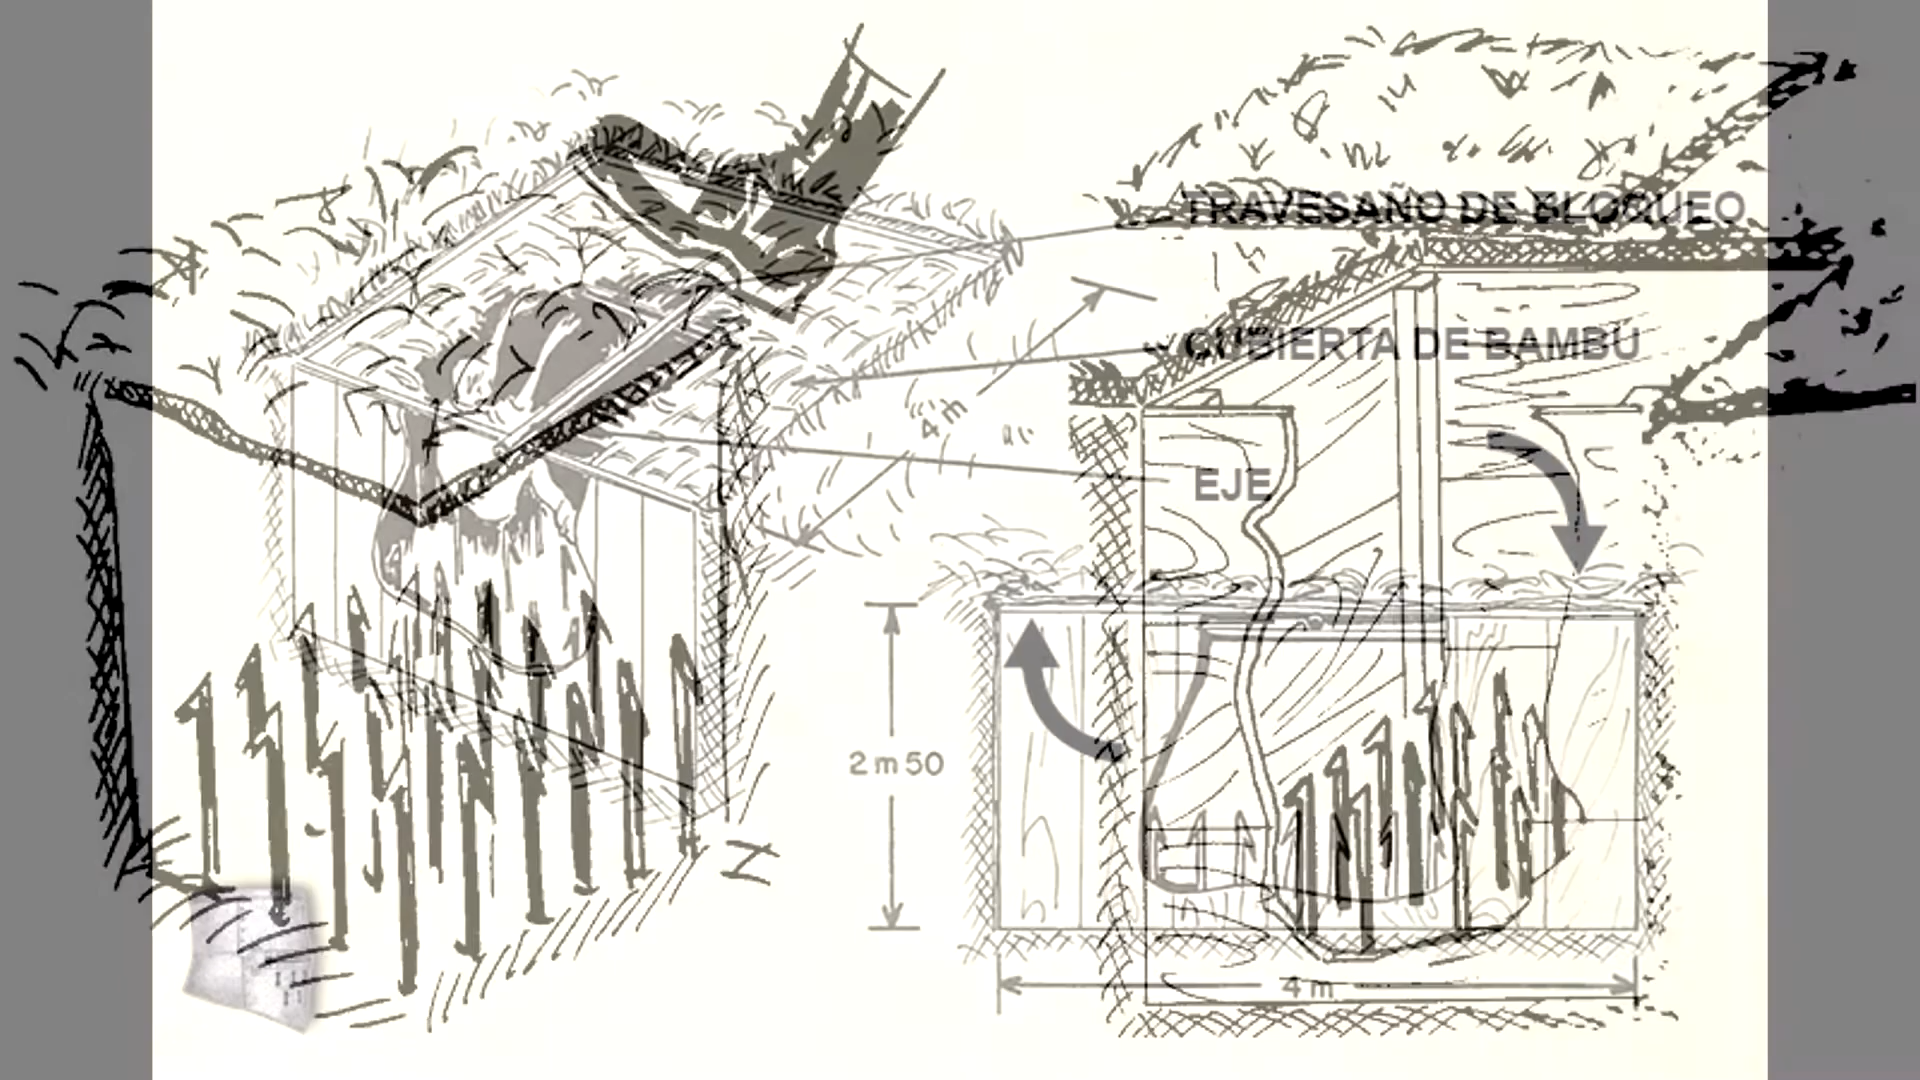 TRAVESAÑO DE BLOQUEO
CUBIERTA DE BAMBU
4 m
EJE
2 m 50
4 m